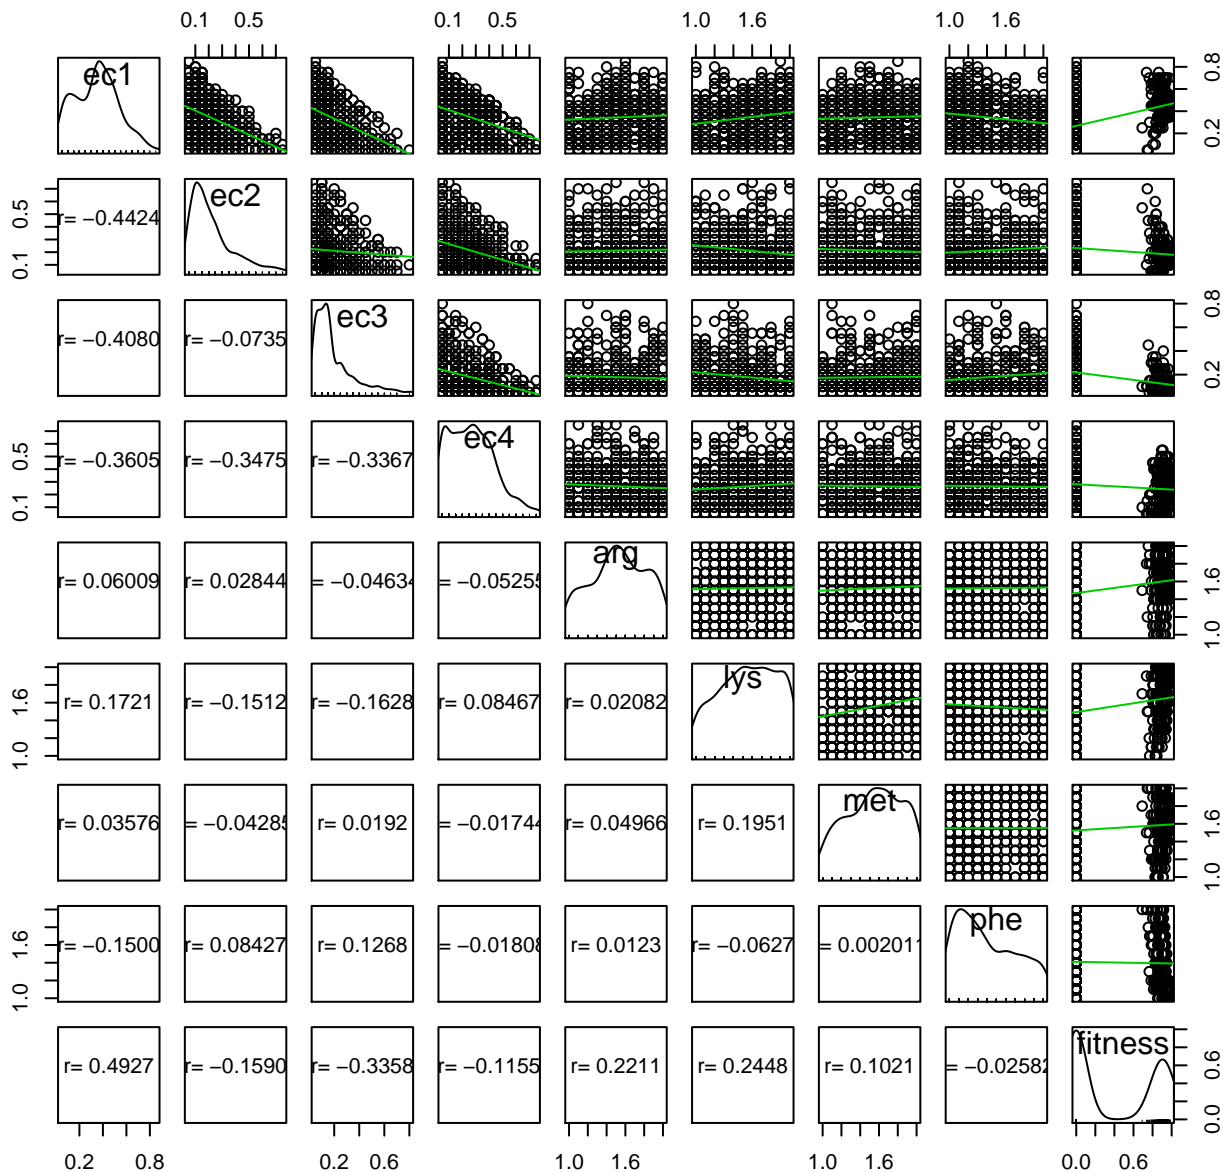 0.1 0.5 0.1 0.5 1.0 1.6 1.0 1.6
ec1
0.2 0.8
0.1 0.5
r= −0.4424
ec2
r= −0.4080 r= −0.0735
ec3
0.2 0.8
0.1 0.5
r= −0.3605 r= −0.3475 r= −0.3367
ec4
r= 0.06009 r= 0.02844 = −0.04634 = −0.05255
arg
1.0 1.6
1.0 1.6
r= 0.1721 r= −0.1512 r= −0.1628 r= 0.08467 r= 0.02082
lys
r= 0.03576 = −0.04285 r= 0.0192 = −0.01744 r= 0.04966 r= 0.1951
met
1.0 1.6
1.0 1.6
r= −0.1500 r= 0.08427 r= 0.1268 = −0.01808 r= 0.0123 r= −0.0627 = 0.002011
phe
r= 0.4927 r= −0.1590 r= −0.3358 r= −0.1155 r= 0.2211 r= 0.2448 r= 0.1021 = −0.02582
fitness
0.0 0.6
0.2 0.8 0.2 0.6 1.0 1.6 1.0 1.6 0.0 0.6